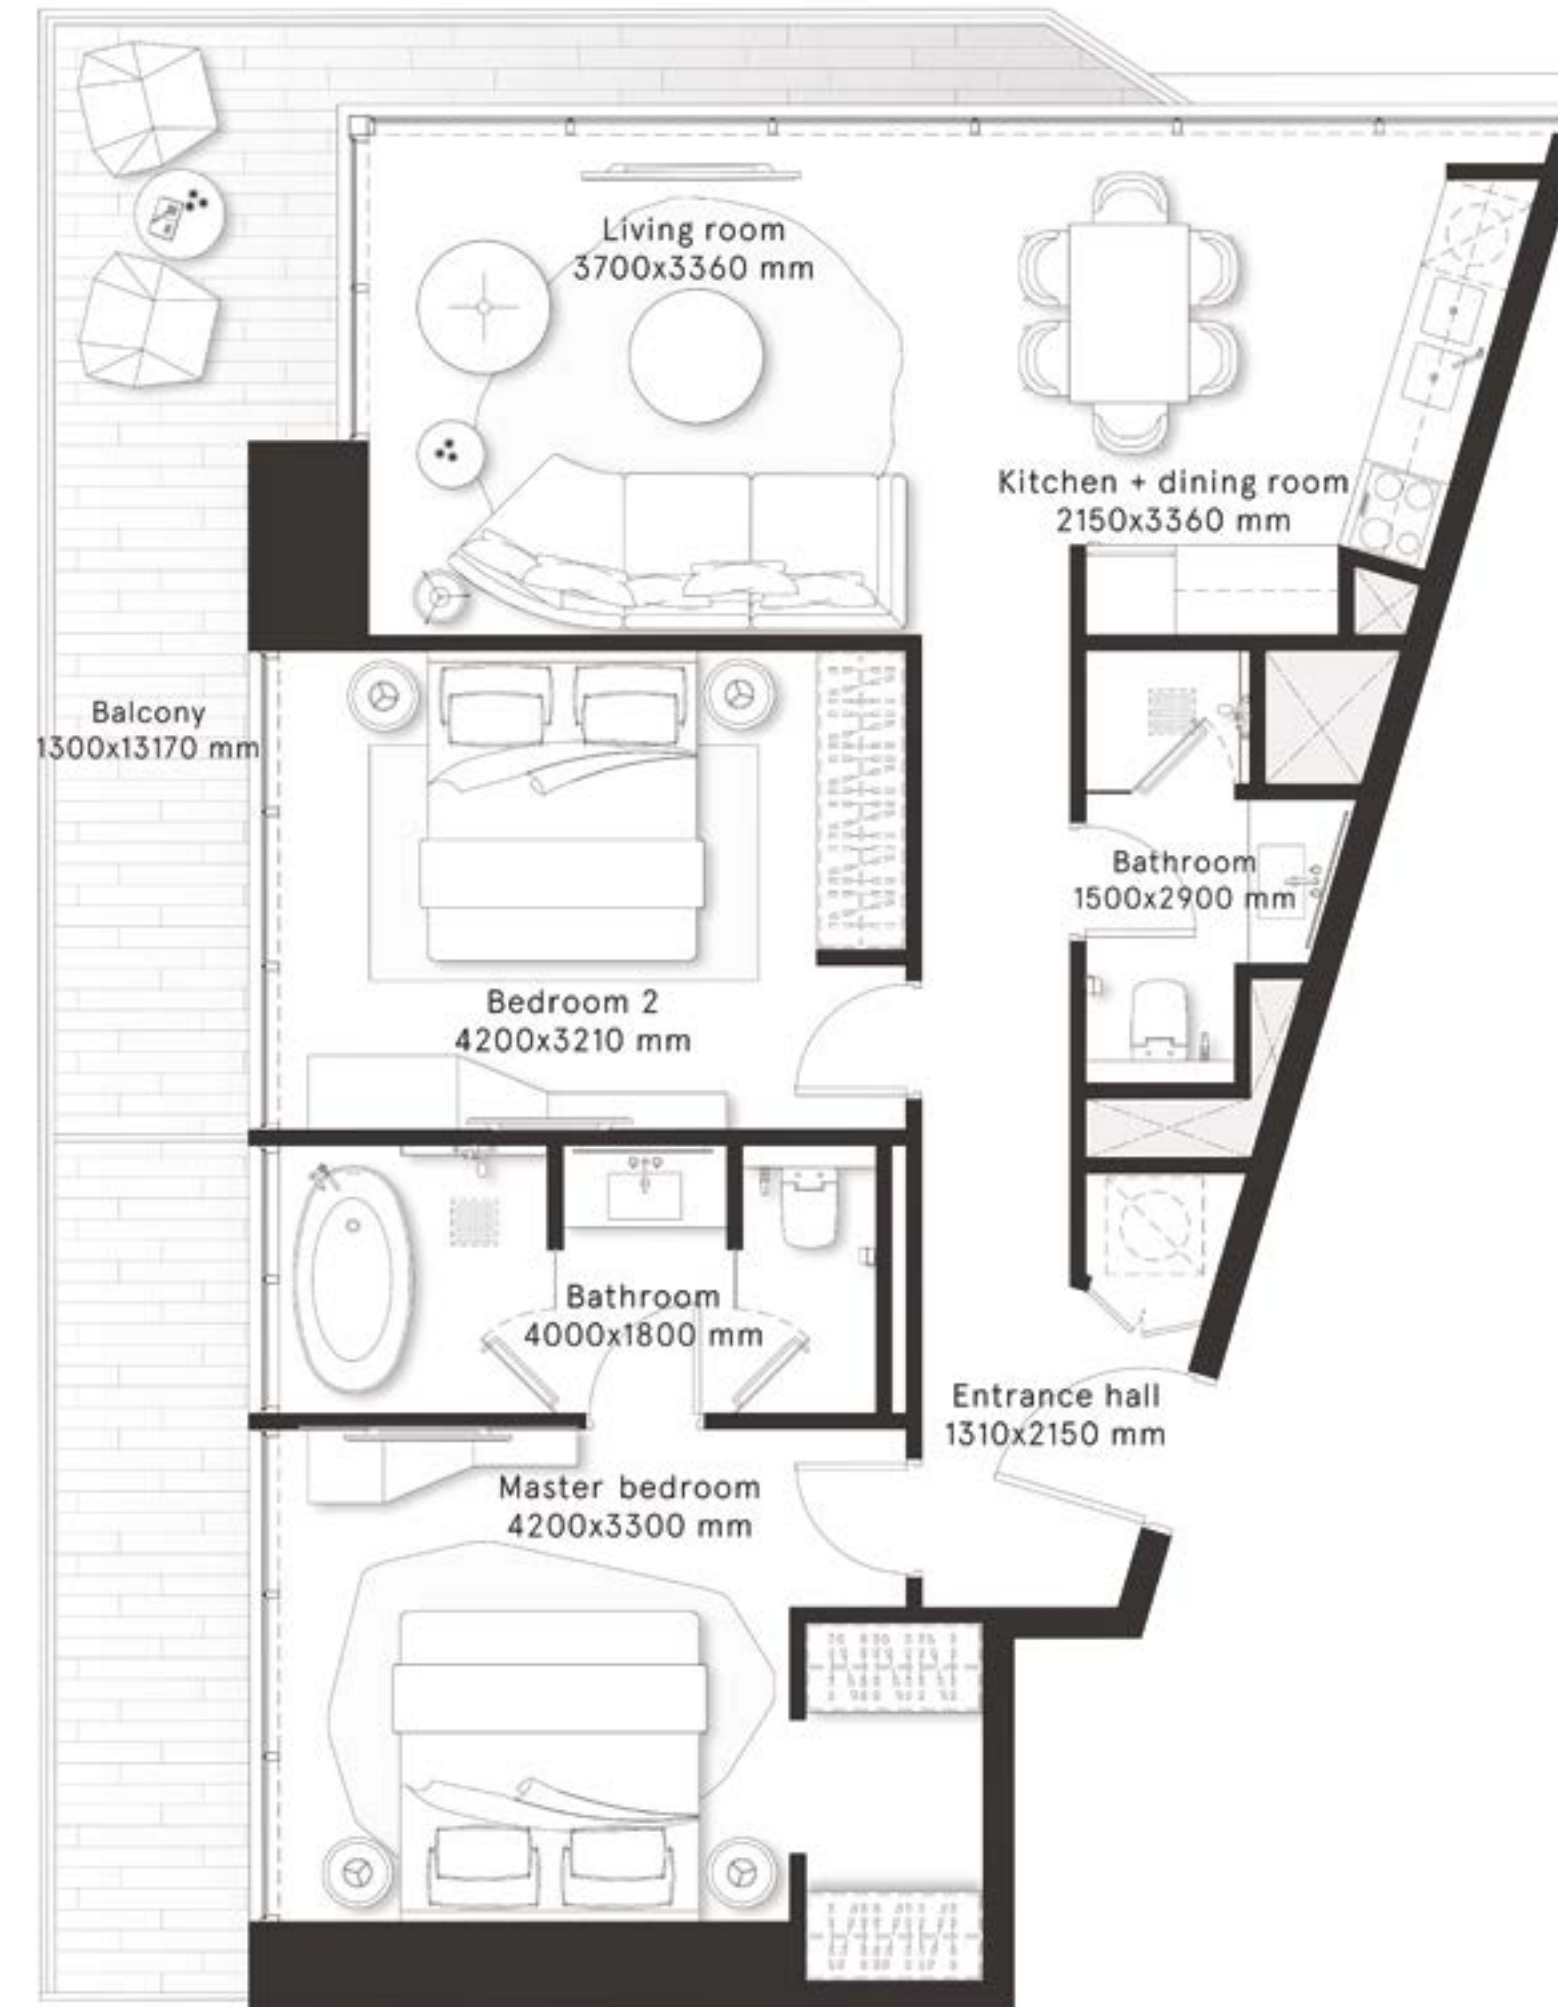 Living room
3700x3360 mm
Kitchen + dining room
2150x3360 mm
Balcony
1300x13170 mm
Bathroom
1500x2900 mm
Bedroom 2
4200x3210 mm
Bathroom
4000x1800 mm
Entrance hall
1310x2150 mm
Master bedroom
4200x3300 mm